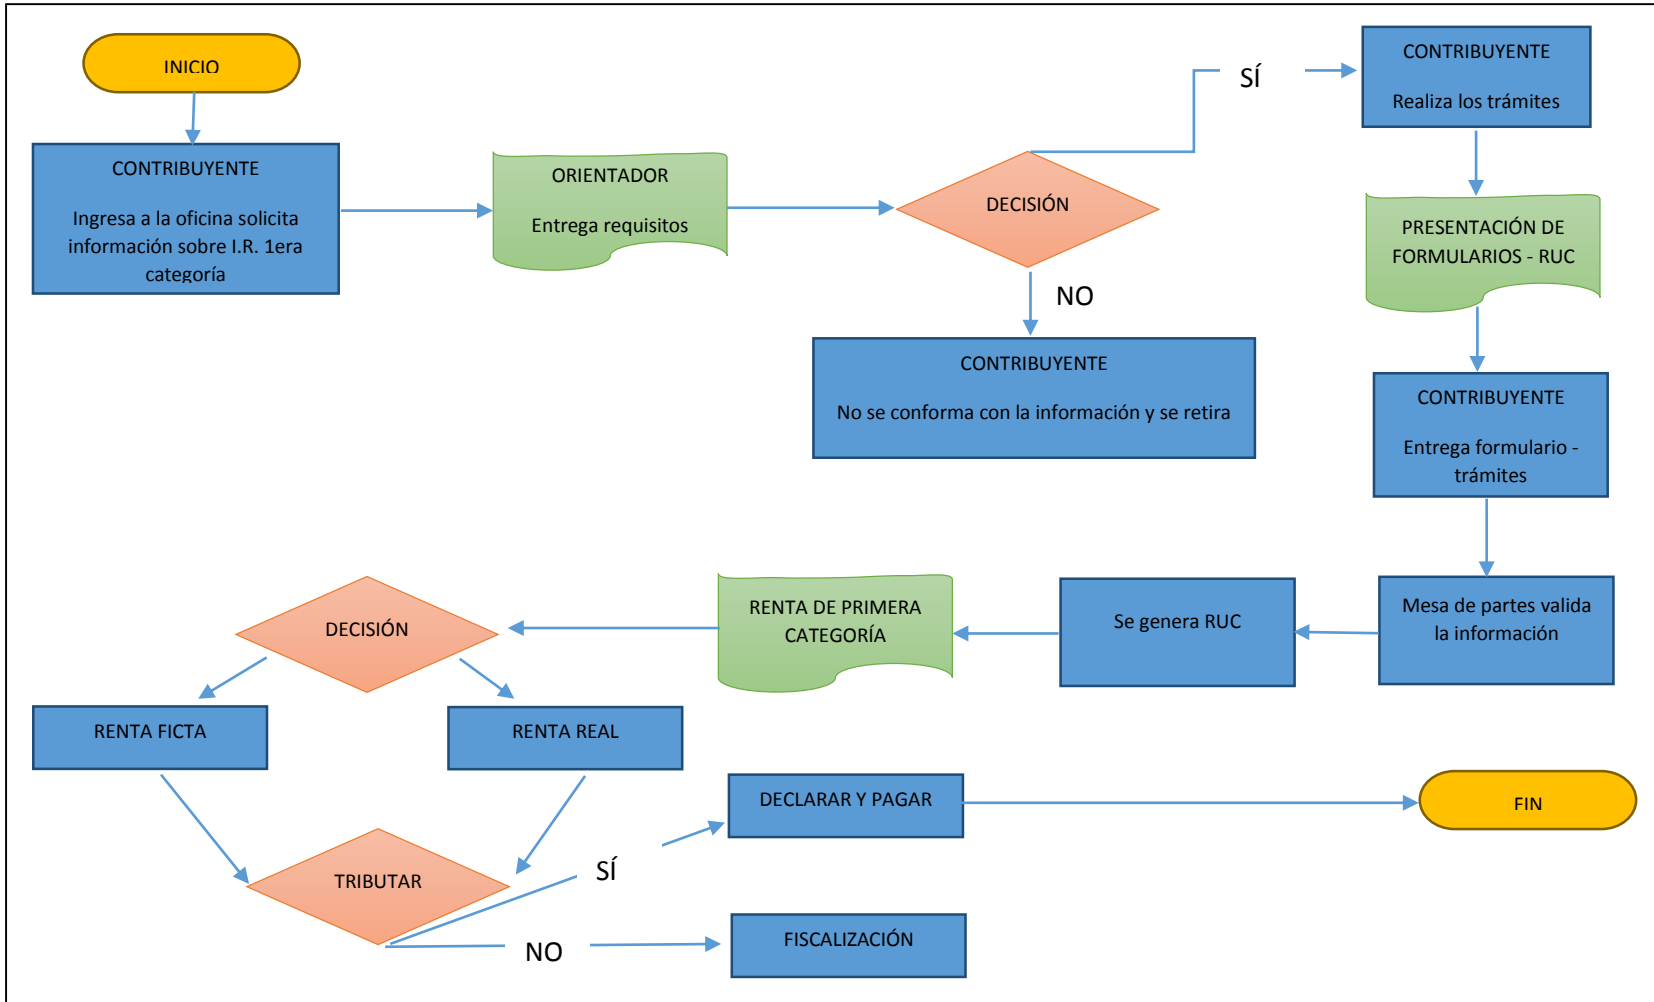 INICIO
CONTRIBUYENTE
Ingresa a la oficina solicita
información sobre I.R. 1era
categoría
ORIENTADOR
Entrega requisitos
DECISIÓN
SÍ
CONTRIBUYENTE
Realiza los trámites
NO
CONTRIBUYENTE
No se conforma con la información y se retira
PRESENTACIÓN DE
FORMULARIOS - RUC
CONTRIBUYENTE
Entrega formulario -
trámites
Mesa de partes valida
la información
Se genera RUC
RENTA DE PRIMERA
CATEGORÍA
DECISIÓN
RENTA FICTA
RENTA REAL
TRIBUTAR
SÍ
DECLARAR Y PAGAR
FIN
NO
FISCALIZACIÓN